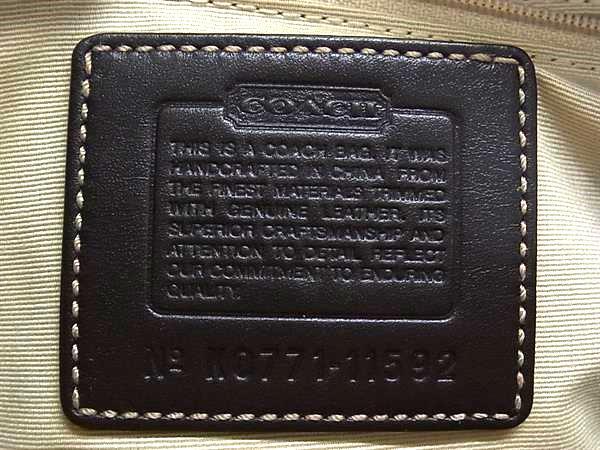 COACH
THIS IS A COACH BAG. IT WAS
HANDCRAFTED IN CHINA FROM
THE FINEST MATERIALS TRIMMED
WITH GENUINE LEATHER. ITS
SUPERIOR CRAFTSMANSHIP AND
ATTENTION TO DETAIL REFLECT
OUR COMMITMENT TO ENDURING
QUALITY.
Nº K0771-11592